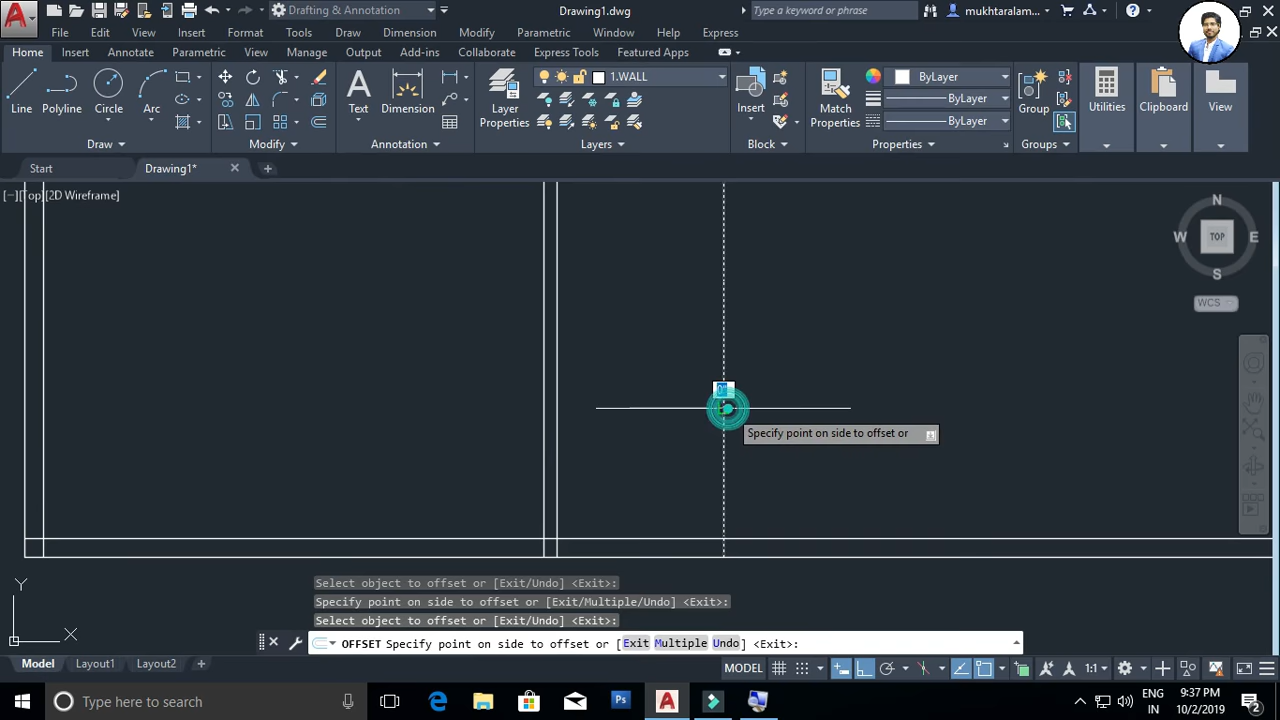 Drafting & Annotation
Drawing1.dwg
Type a keyword or phrase
mukhtaralam...
File Edit View Insert Format Tools Draw Dimension Modify Parametric Window Help Express
Home Insert Annotate Parametric View Manage Output Add-ins Collaborate Express Tools Featured Apps
1.WALL
ByLayer
ByLayer
ByLayer
Line Polyline Circle Arc
Text Dimension
Layer
Properties
Insert
Match
Properties
Group
Utilities
Clipboard
View
Draw Modify Annotation Layers Block Properties Groups
Start Drawing1*
[−][Top][2D Wireframe]
N
W TOP E
S
WCS
Specify point on side to offset or
Y
X
Select object to offset or [Exit/Undo] <Exit>:
Specify point on side to offset or [Exit/Multiple/Undo] <Exit>:
Select object to offset or [Exit/Undo] <Exit>:
OFFSET Specify point on side to offset or [Exit Multiple Undo] <Exit>:
Model Layout1 Layout2 +
MODEL
1:1
Type here to search
ENG
IN
9:37 PM
10/2/2019
2